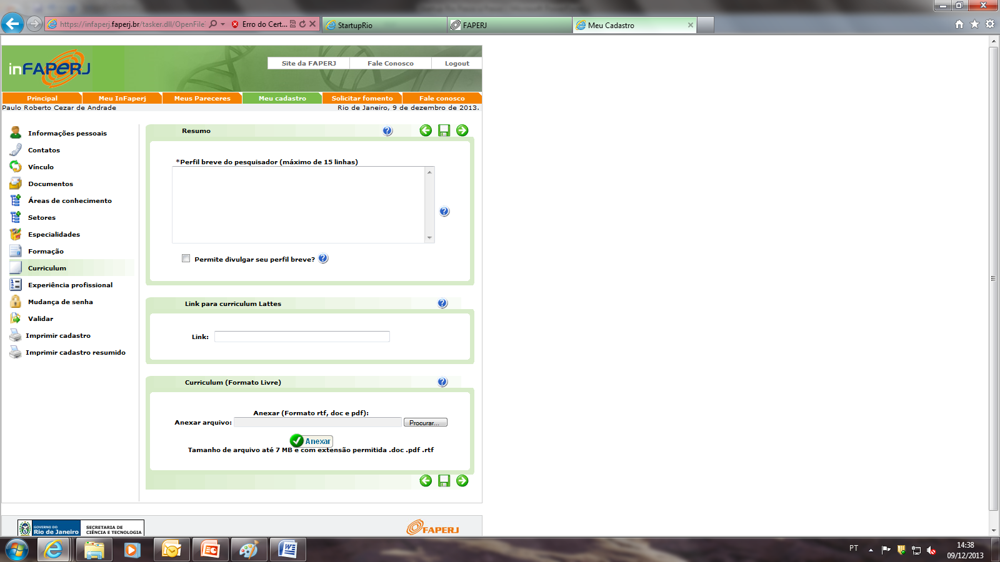 https://infaperj.faperj.br/tasker.dll/OpenFile
Erro do Cert...
StartupRio
FAPERJ
Meu Cadastro
inFAPERJ
Site da FAPERJ
Fale Conosco
Logout
Principal
Meu InFaperj
Meus Pareceres
Meu cadastro
Solicitar fomento
Fale conosco
Paulo Roberto Cezar de Andrade
Rio de Janeiro, 9 de dezembro de 2013.
Informações pessoais
Contatos
Vínculo
Documentos
Áreas de conhecimento
Setores
Especialidades
Formação
Curriculum
Experiência profissional
Mudança de senha
Validar
Imprimir cadastro
Imprimir cadastro resumido
Resumo
*Perfil breve do pesquisador (máximo de 15 linhas)
Permite divulgar seu perfil breve?
Link para curriculum Lattes
Link:
Curriculum (Formato Livre)
Anexar (Formato rtf, doc e pdf):
Anexar arquivo:
Procurar...
Anexar
Tamanho de arquivo até 7 MB e com extensão permitida .doc .pdf .rtf
GOVERNO DO
Rio de Janeiro
SECRETARIA DE
CIÊNCIA E TECNOLOGIA
FAPERJ
PT
14:38
09/12/2013